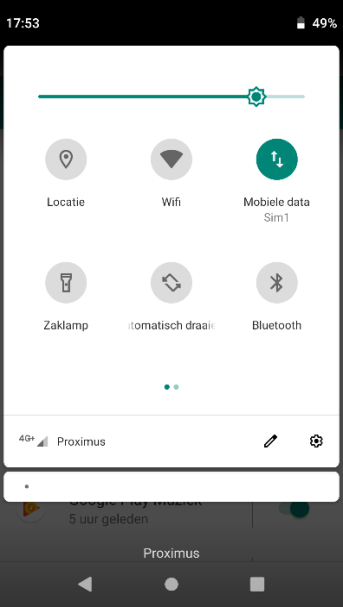 17:53
49%
Locatie
Wifi
Mobiele data
Sim1
Zaklamp
tomatisch draaie
Bluetooth
4G+
Proximus
Google Play Muziek
5 uur geleden
Proximus